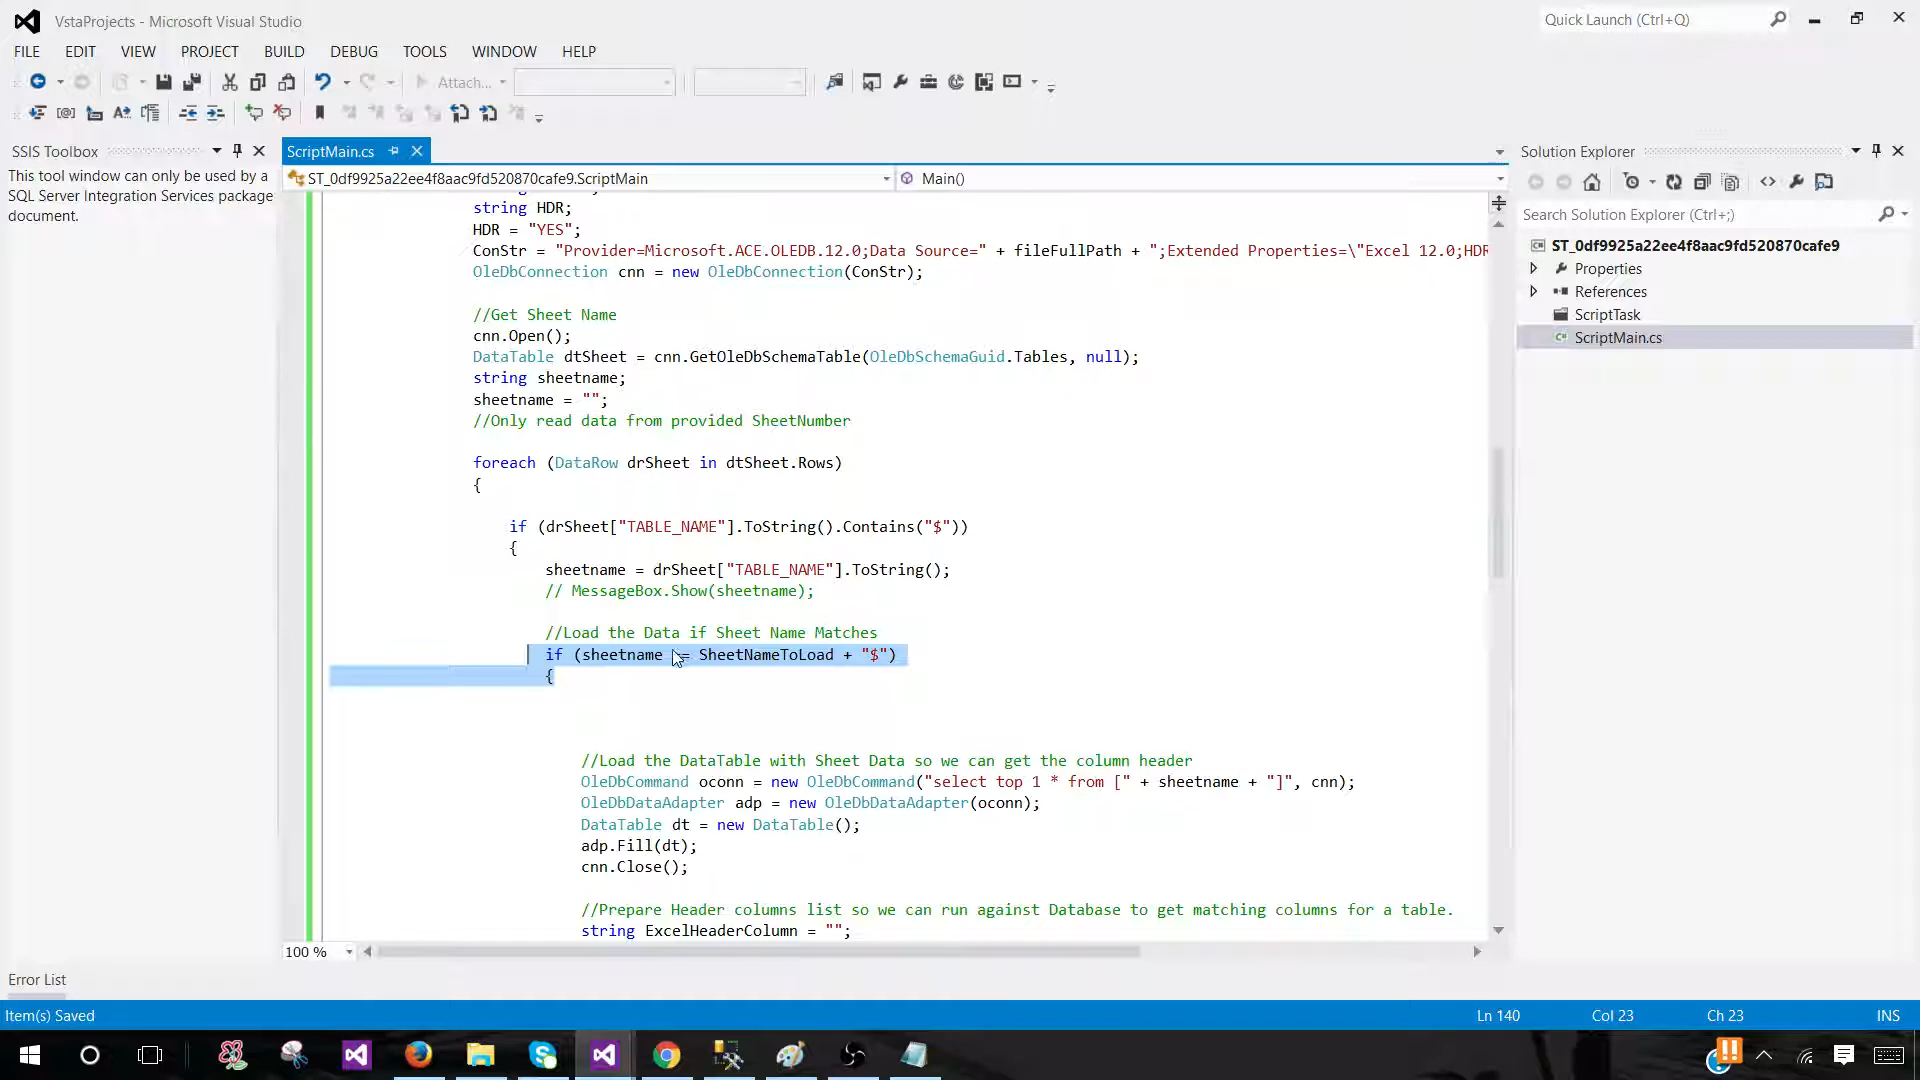 VstaProjects - Microsoft Visual Studio
Quick Launch (Ctrl+Q)
FILE EDIT VIEW PROJECT BUILD DEBUG TOOLS WINDOW HELP
Attach...
SSIS Toolbox
This tool window can only be used by a
SQL Server Integration Services package
document.
ScriptMain.cs
ST_0df9925a22ee4f8aac9fd520870cafe9.ScriptMain
Main()
string HDR;
HDR = "YES";
ConStr = "Provider=Microsoft.ACE.OLEDB.12.0;Data Source=" + fileFullPath + ";Extended Properties=\"Excel 12.0;HDR
OleDbConnection cnn = new OleDbConnection(ConStr);
//Get Sheet Name
cnn.Open();
DataTable dtSheet = cnn.GetOleDbSchemaTable(OleDbSchemaGuid.Tables, null);
string sheetname;
sheetname = "";
//Only read data from provided SheetNumber
foreach (DataRow drSheet in dtSheet.Rows)
{
if (drSheet["TABLE_NAME"].ToString().Contains("$"))
{
sheetname = drSheet["TABLE_NAME"].ToString();
// MessageBox.Show(sheetname);
//Load the Data if Sheet Name Matches
if (sheetname == SheetNameToLoad + "$")
{
//Load the DataTable with Sheet Data so we can get the column header
OleDbCommand oconn = new OleDbCommand("select top 1 * from [" + sheetname + "]", cnn);
OleDbDataAdapter adp = new OleDbDataAdapter(oconn);
DataTable dt = new DataTable();
adp.Fill(dt);
cnn.Close();
//Prepare Header columns list so we can run against Database to get matching columns for a table.
string ExcelHeaderColumn = "";
100 %
Solution Explorer
Search Solution Explorer (Ctrl+;)
ST_0df9925a22ee4f8aac9fd520870cafe9
Properties
References
ScriptTask
ScriptMain.cs
Error List
Item(s) Saved
Ln 140
Col 23
Ch 23
INS